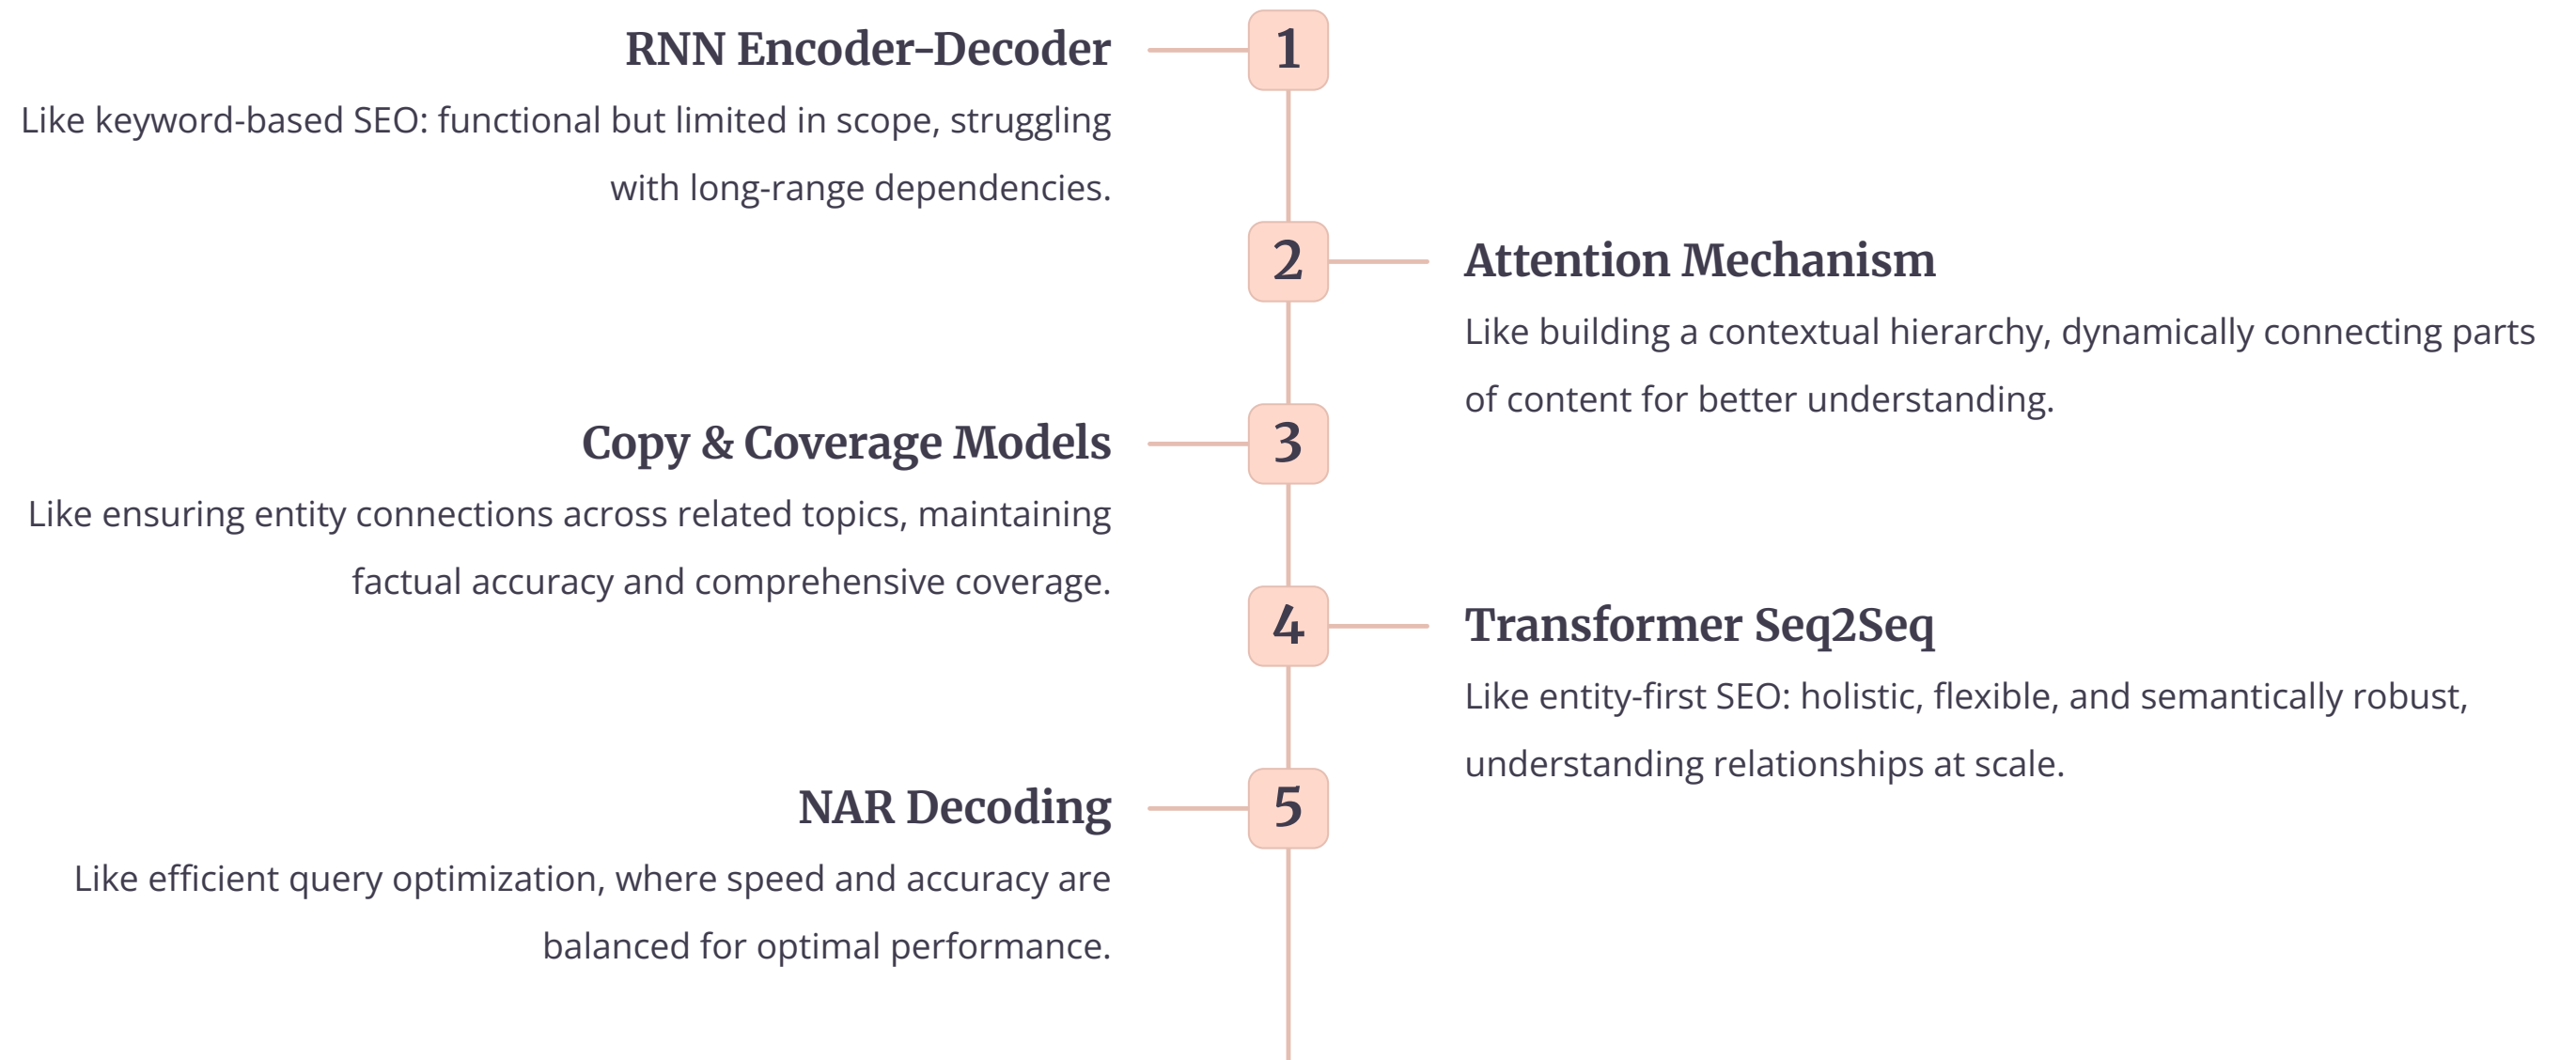 1
RNN Encoder-Decoder
Like keyword-based SEO: functional but limited in scope, struggling
with long-range dependencies.
2
Attention Mechanism
Like building a contextual hierarchy, dynamically connecting parts
of content for better understanding.
3
Copy & Coverage Models
Like ensuring entity connections across related topics, maintaining
factual accuracy and comprehensive coverage.
4
Transformer Seq2Seq
Like entity-first SEO: holistic, flexible, and semantically robust,
understanding relationships at scale.
5
NAR Decoding
Like efficient query optimization, where speed and accuracy are
balanced for optimal performance.